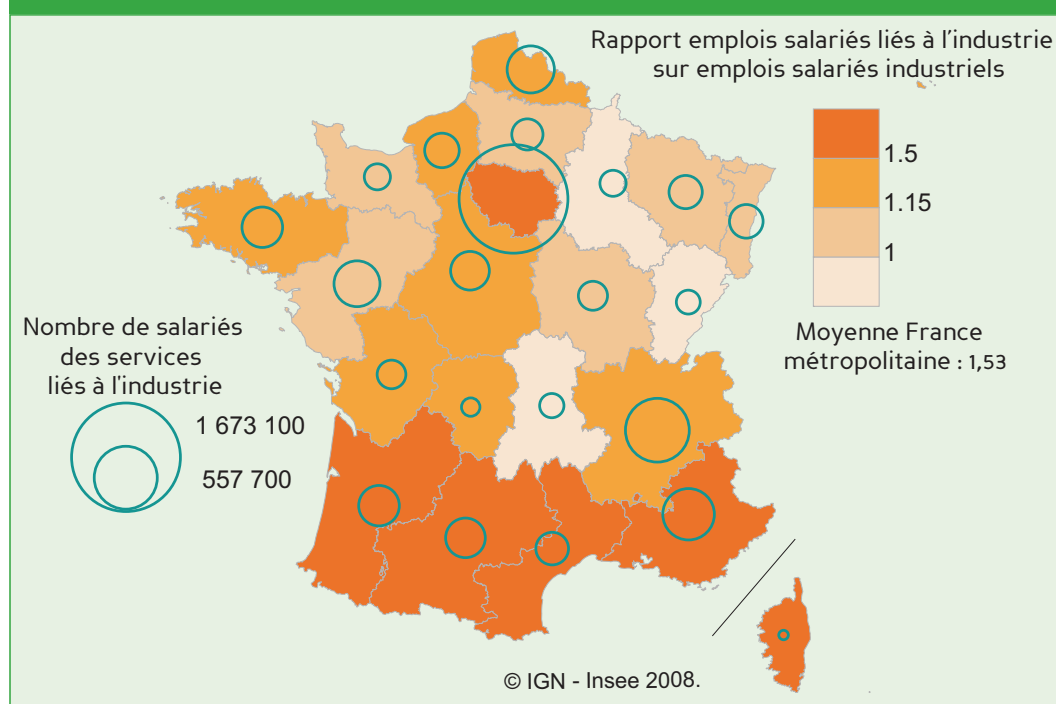 Rapport emplois salariés liés à l'industrie
sur emplois salariés industriels
1.5
1.15
1
Moyenne France
métropolitaine : 1,53
Nombre de salariés
des services
liés à l'industrie
1 673 100
557 700
© IGN - Insee 2008.